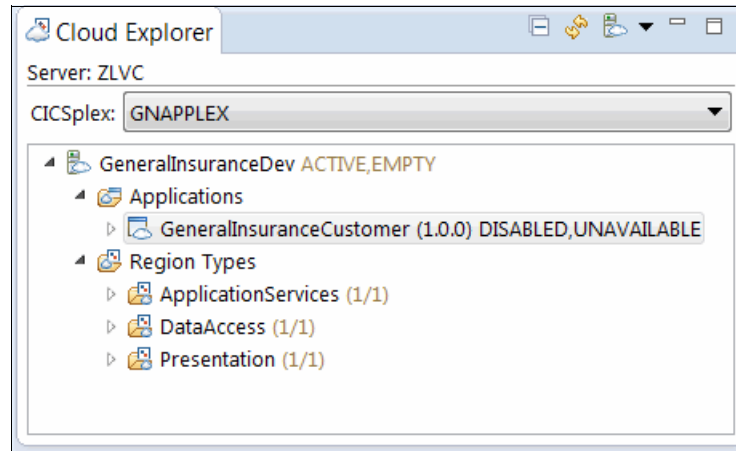 Cloud Explorer
Server: ZLVC
CICSplex: GNAPPLEX
GeneralInsuranceDev ACTIVE,EMPTY
Applications
GeneralInsuranceCustomer (1.0.0) DISABLED,UNAVAILABLE
Region Types
ApplicationServices (1/1)
DataAccess (1/1)
Presentation (1/1)